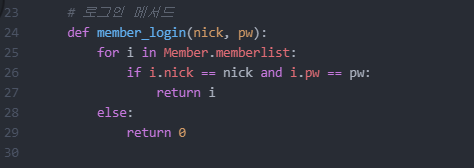 23 # 로그인 메서드
24 def member_login(nick, pw):
25 for i in Member.memberlist:
26 if i.nick == nick and i.pw == pw:
27 return i
28 else:
29 return 0
30